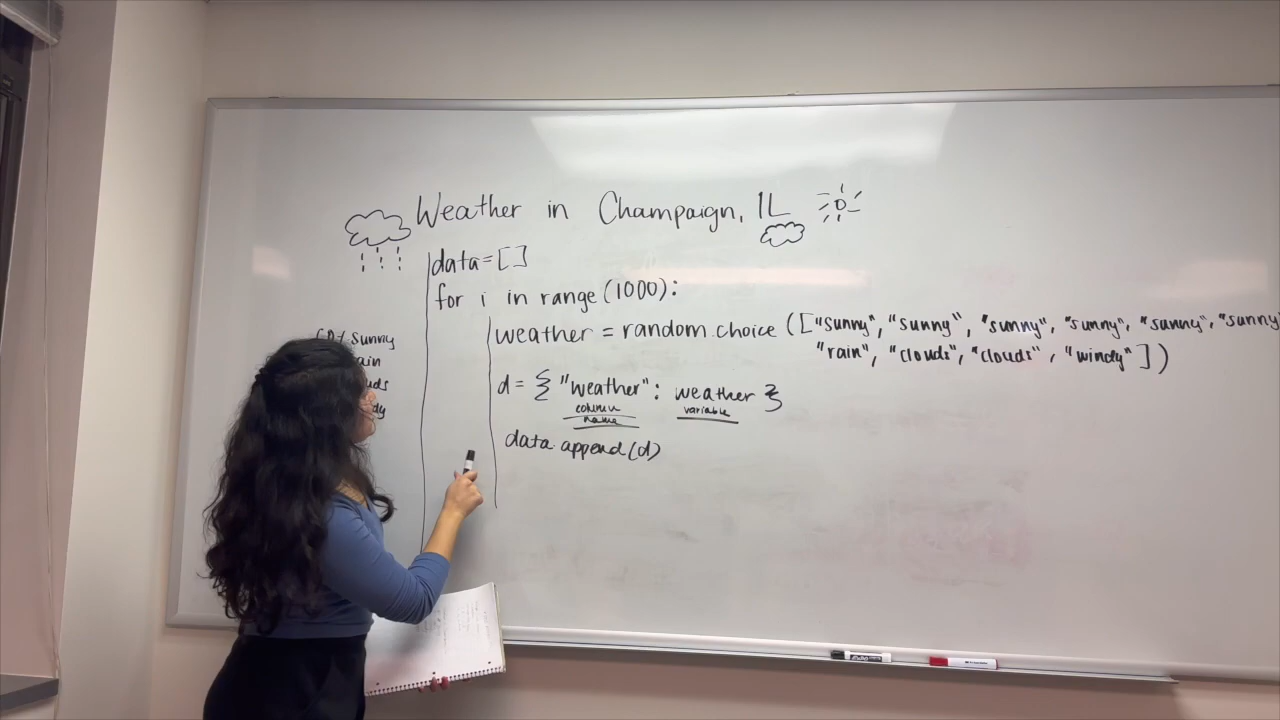 Weather in Champaign, IL
data=[]
for i in range (1000):
weather = random.choice (["Sunny", "sunny", "sunny", "sunny", "sunny", "sunny
"rain", "clouds", "clouds", "windy"])
d= { "weather": weather }
column
name
variable
data.append(d)
Sunny